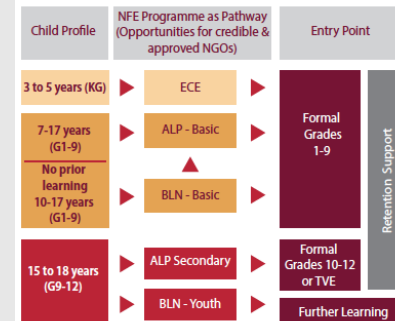 Child Profile
NFE Programme as Pathway
(Opportunities for credible &
approved NGOs)
Entry Point
3 to 5 years (KG)
ECE
7-17 years
(G1-9)
No prior
learning
10-17 years
(G1-9)
ALP - Basic
BLN - Basic
Formal
Grades
1-9
15 to 18 years
(G9-12)
ALP Secondary
BLN - Youth
Formal
Grades 10-12
or TVE
Further Learning
Retention Support